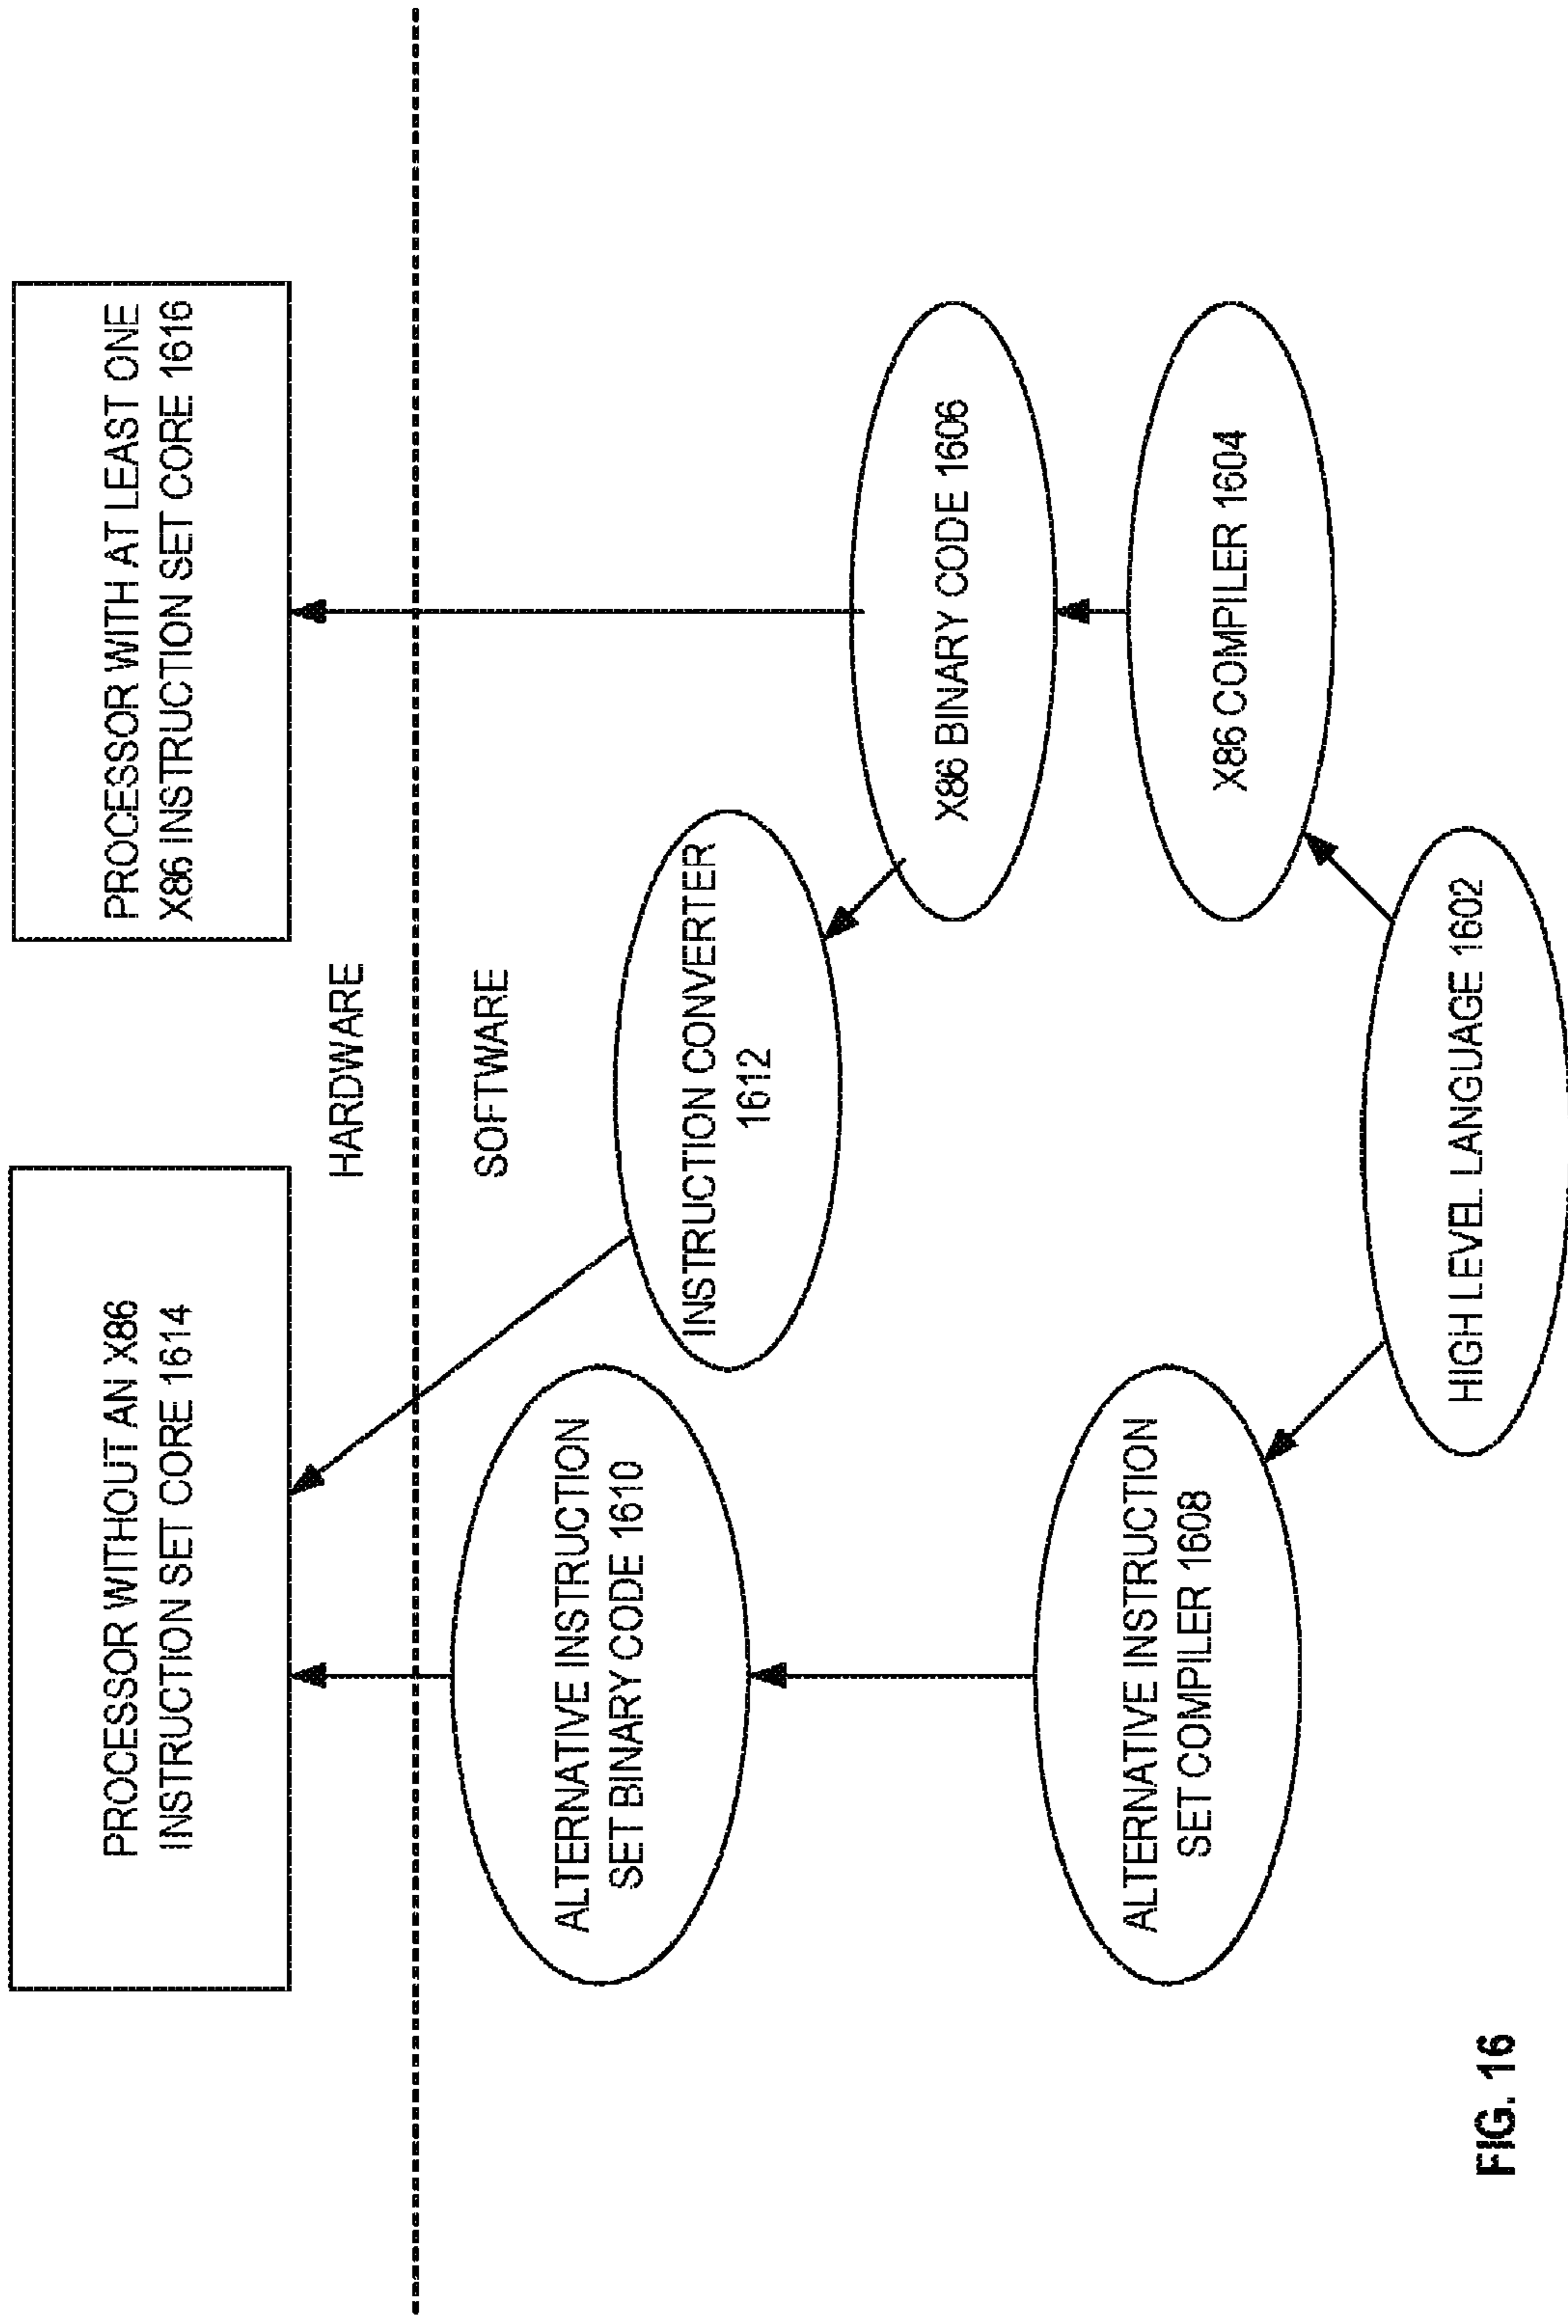 PROCESSOR WITHOUT AN X86
INSTRUCTION SET CORE 1614
PROCESSOR WITH AT LEAST ONE
X86 INSTRUCTION SET CORE 1616
HARDWARE
SOFTWARE
ALTERNATIVE INSTRUCTION
SET BINARY CODE 1610
INSTRUCTION CONVERTER
1612
X86 BINARY CODE 1606
ALTERNATIVE INSTRUCTION
SET COMPILER 1608
X86 COMPILER 1604
HIGH LEVEL LANGUAGE 1602
FIG. 16